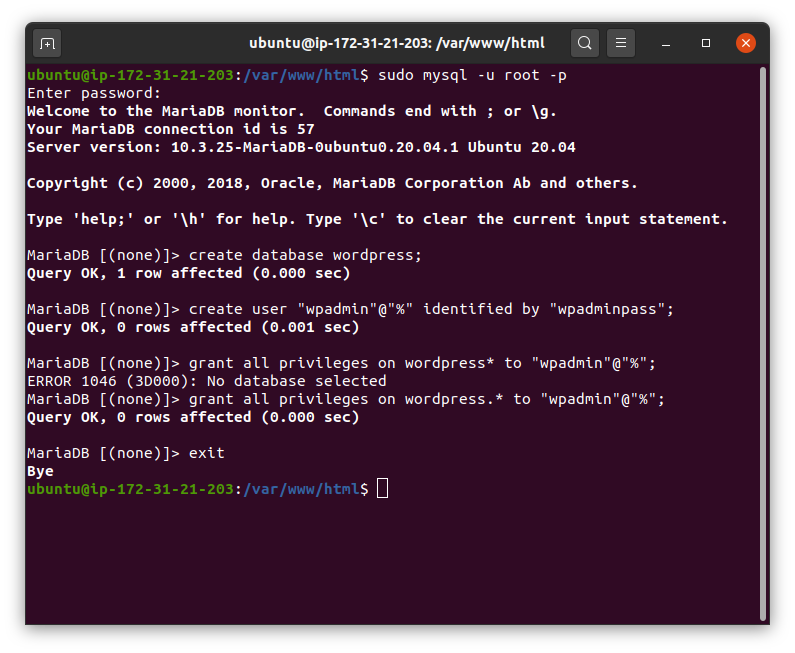 ubuntu@ip-172-31-21-203: /var/www/html
ubuntu@ip-172-31-21-203:/var/www/html$ sudo mysql -u root -p
Enter password:
Welcome to the MariaDB monitor.  Commands end with ; or \g.
Your MariaDB connection id is 57
Server version: 10.3.25-MariaDB-0ubuntu0.20.04.1 Ubuntu 20.04

Copyright (c) 2000, 2018, Oracle, MariaDB Corporation Ab and others.

Type 'help;' or '\h' for help. Type '\c' to clear the current input statement.

MariaDB [(none)]> create database wordpress;
Query OK, 1 row affected (0.000 sec)

MariaDB [(none)]> create user "wpadmin"@"%" identified by "wpadminpass";
Query OK, 0 rows affected (0.001 sec)

MariaDB [(none)]> grant all privileges on wordpress* to "wpadmin"@"%";
ERROR 1046 (3D000): No database selected
MariaDB [(none)]> grant all privileges on wordpress.* to "wpadmin"@"%";
Query OK, 0 rows affected (0.000 sec)

MariaDB [(none)]> exit
Bye
ubuntu@ip-172-31-21-203:/var/www/html$